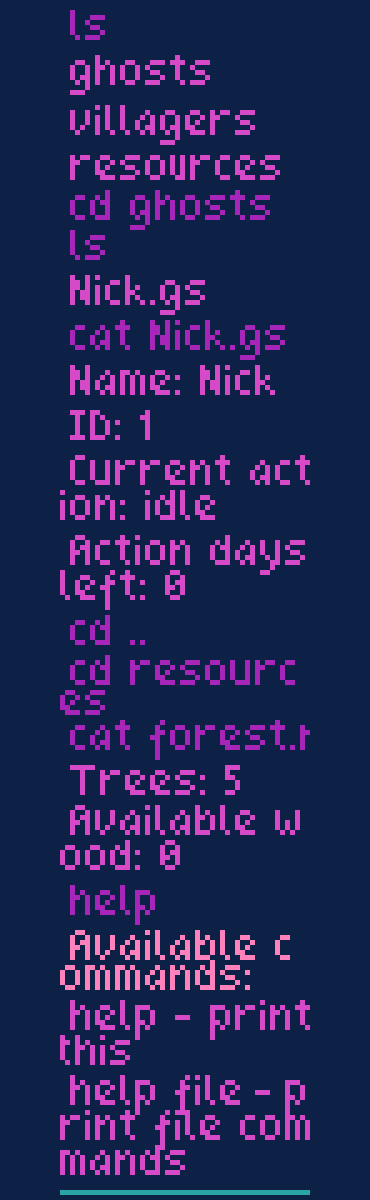 ls
ghosts
villagers
resources
cd ghosts
ls
Nick.gs
cat Nick.gs
Name: Nick
ID: 1
Current act
ion: idle
Action days
left: 0
cd ..
cd resourc
es
cat forest.r
Trees: 5
Available w
ood: 0
help
Available c
ommands:
help - print
this
help file - p
rint file com
mands